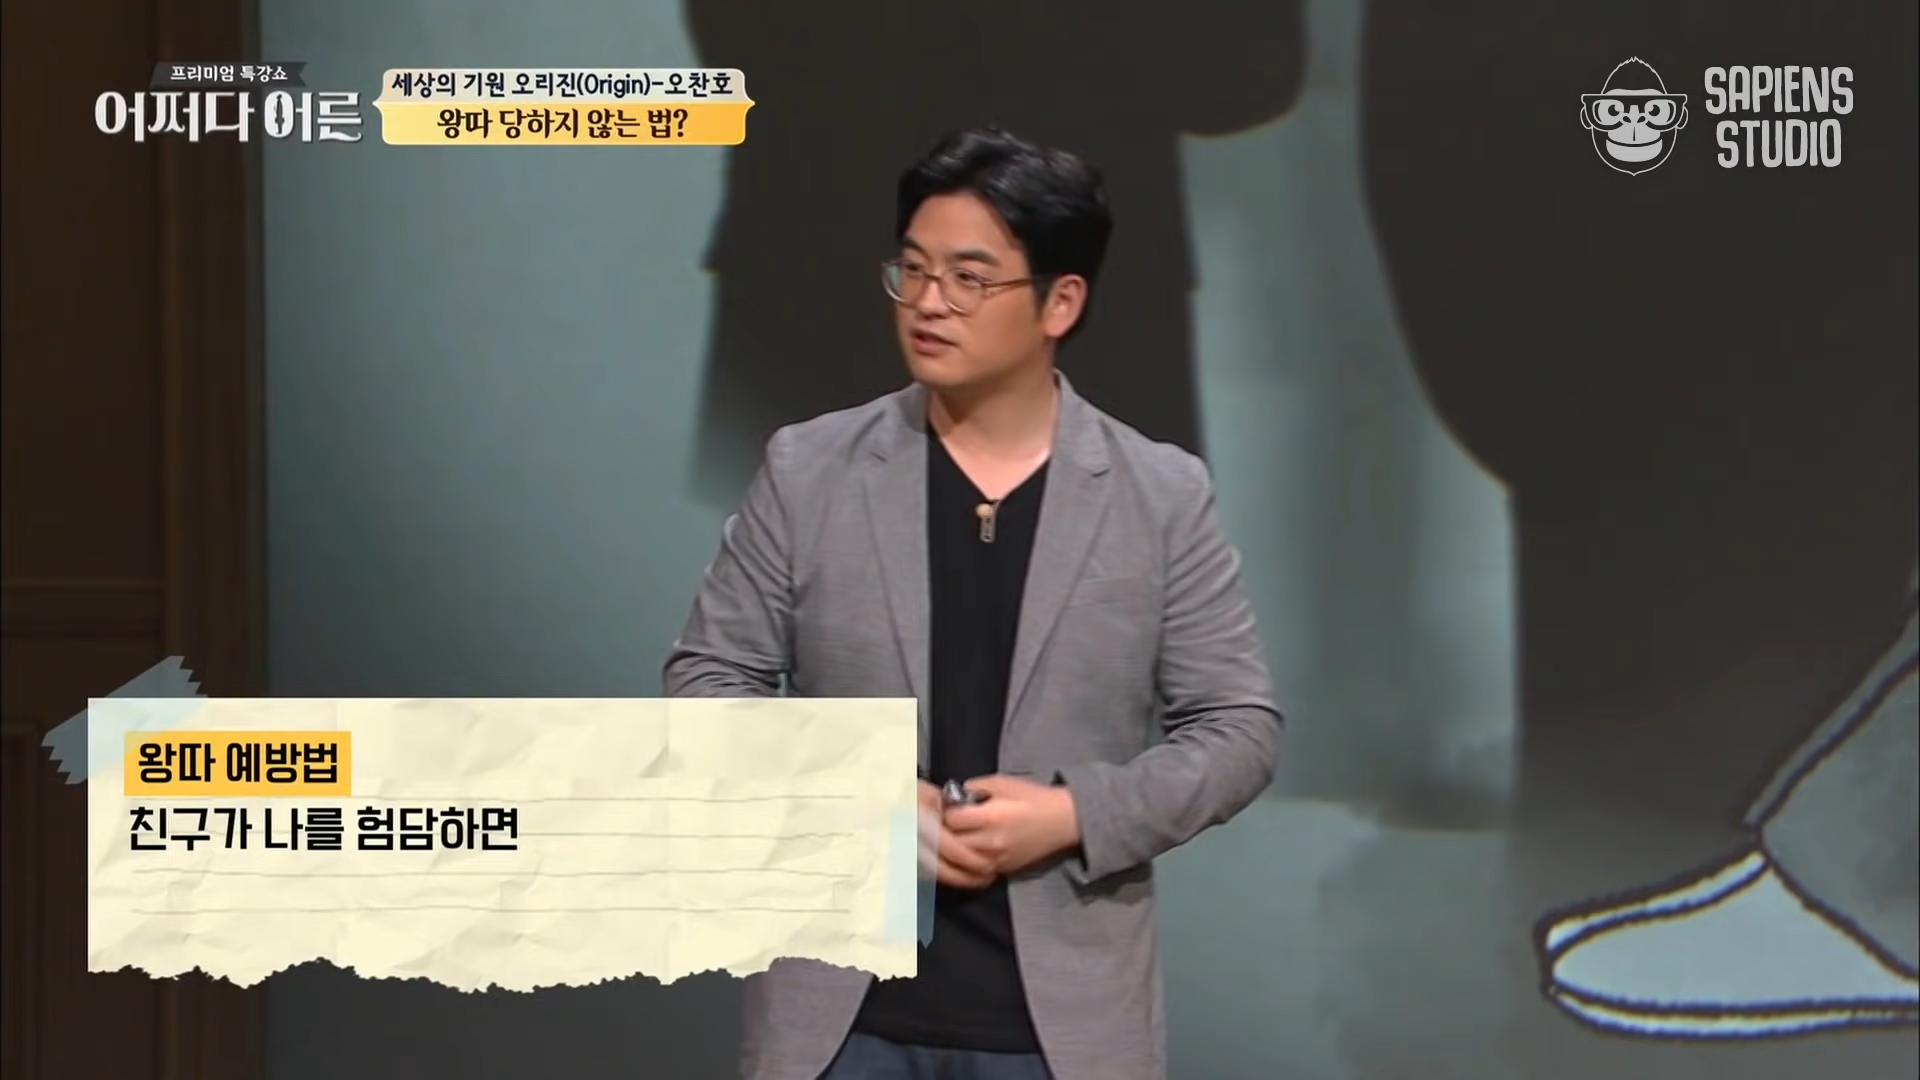 프리미엄 특강쇼
어쩌다 어른
세상의 기원 오리진(Origin)-오찬호
왕따 당하지 않는 법?
SAPIENS
STUDIO
왕따 예방법
친구가 나를 험담하면